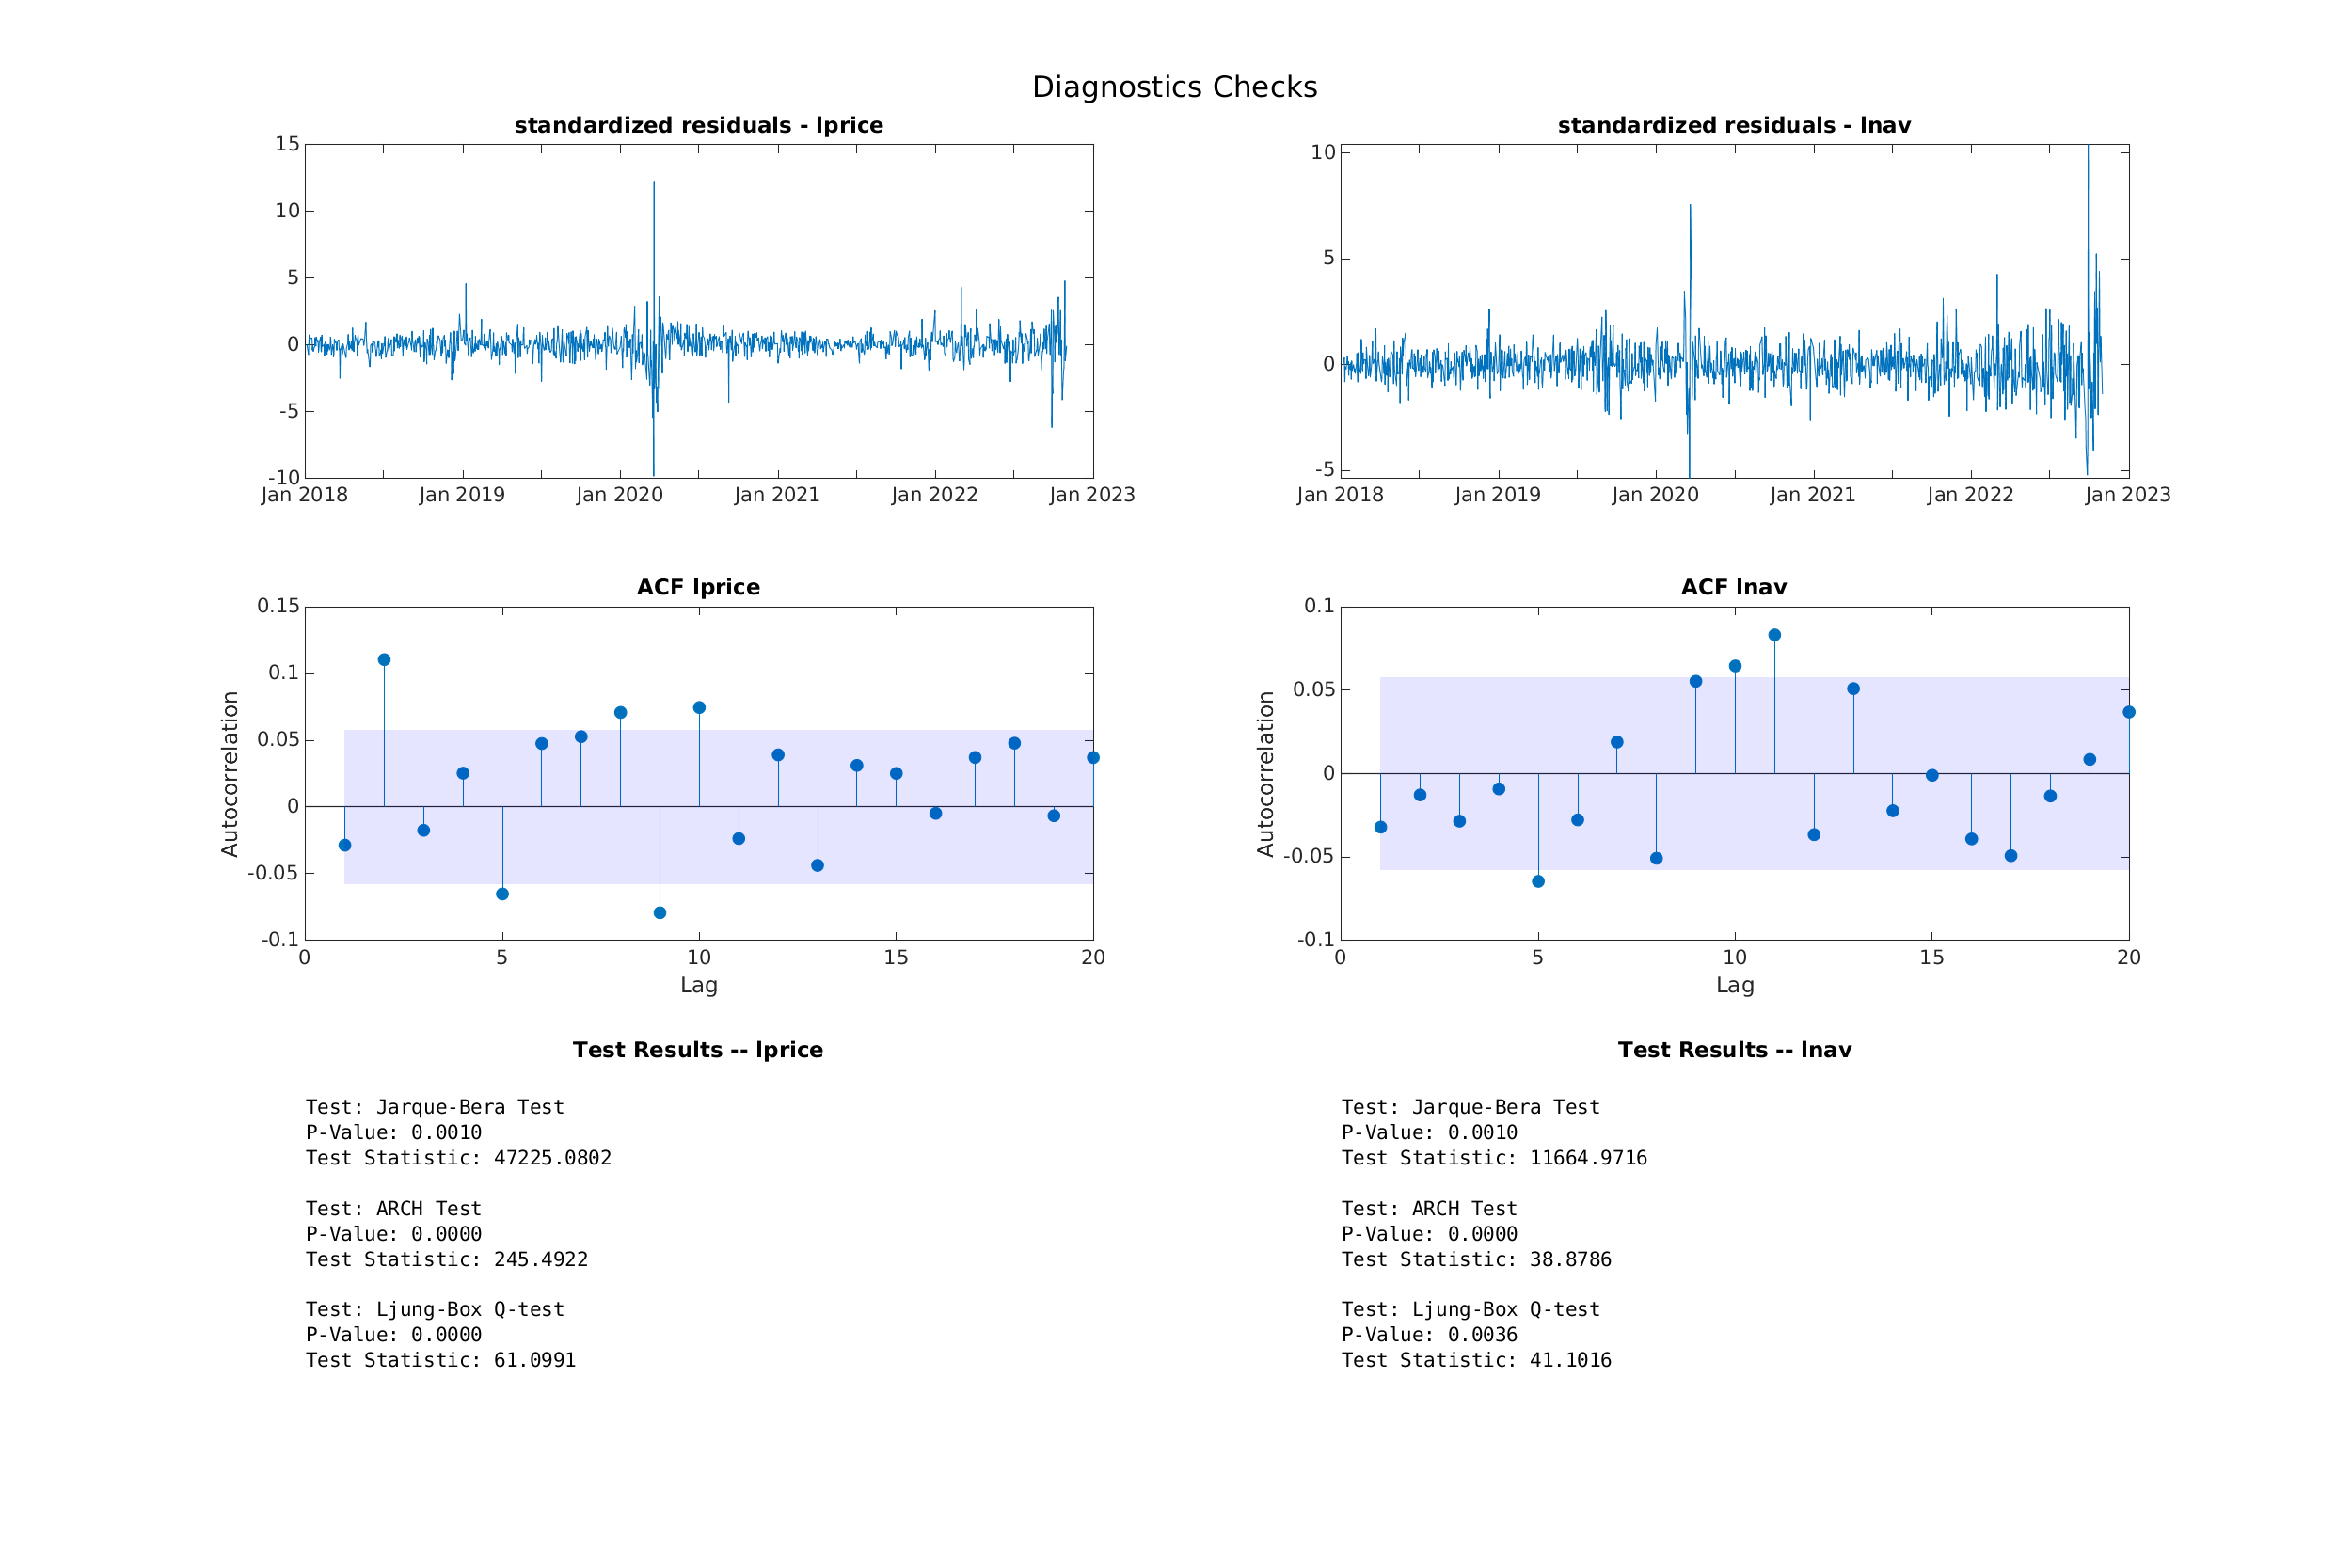 Diagnostics Checks
standardized residuals - lprice
15
10
5
0
-5
-10
Jan 2018 Jan 2019 Jan 2020 Jan 2021 Jan 2022 Jan 2023
standardized residuals - lnav
10
5
0
-5
Jan 2018 Jan 2019 Jan 2020 Jan 2021 Jan 2022 Jan 2023
ACF lprice
Autocorrelation
0.15
0.1
0.05
0
-0.05
-0.1
0 5 10 15 20
Lag
ACF lnav
Autocorrelation
0.1
0.05
0
-0.05
-0.1
0 5 10 15 20
Lag
Test Results -- lprice
Test: Jarque-Bera Test
P-Value: 0.0010
Test Statistic: 47225.0802
Test: ARCH Test
P-Value: 0.0000
Test Statistic: 245.4922
Test: Ljung-Box Q-test
P-Value: 0.0000
Test Statistic: 61.0991
Test Results -- lnav
Test: Jarque-Bera Test
P-Value: 0.0010
Test Statistic: 11664.9716
Test: ARCH Test
P-Value: 0.0000
Test Statistic: 38.8786
Test: Ljung-Box Q-test
P-Value: 0.0036
Test Statistic: 41.1016